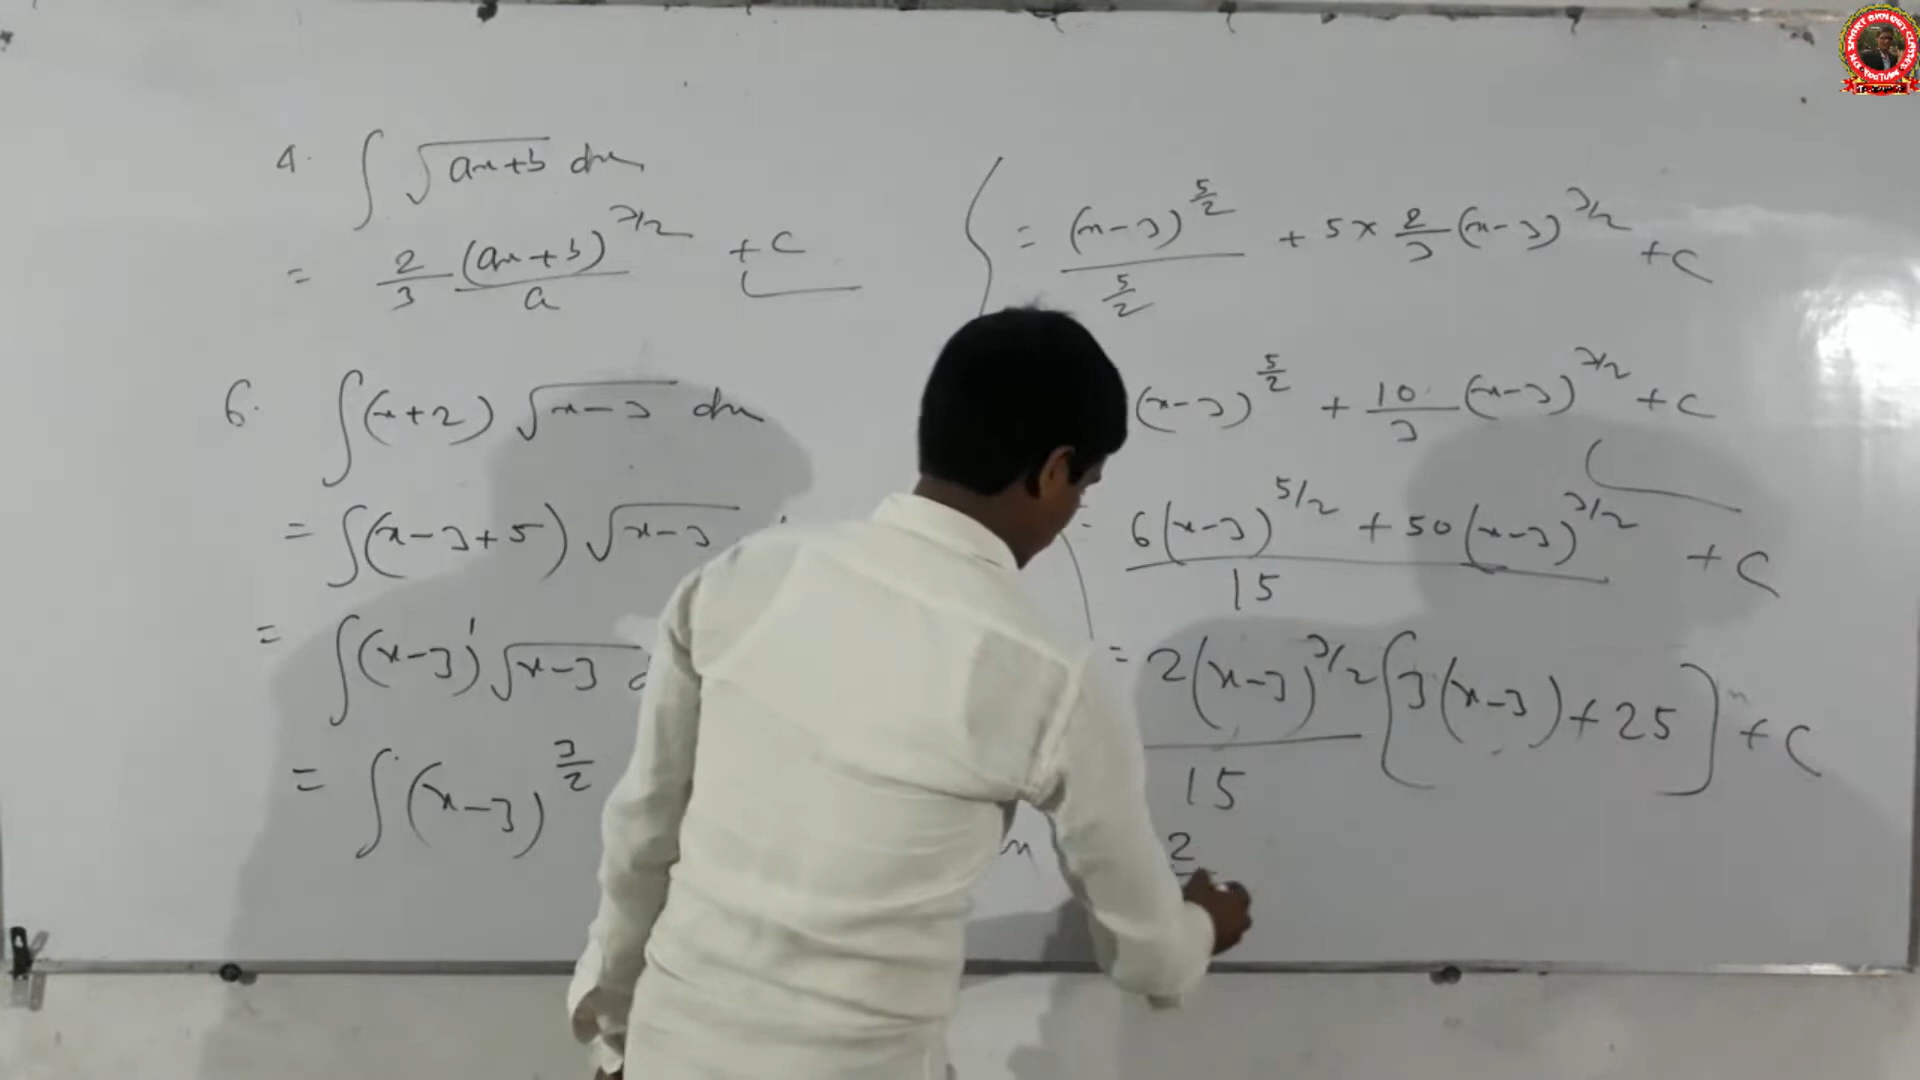 4. ∫ √(ax+b) dx
= 2/3 (ax+b)^3/2 / a + C
6. ∫(x+2) √(x-3) dx
= ∫(x-3+5) √(x-3)
= ∫(x-3)^1 √(x-3)
= ∫(x-3)^3/2
= (x-3)^5/2 / 5/2 + 5 × 2/3 (x-3)^3/2 + C
(x-3)^5/2 + 10/3 (x-3)^3/2 + C
= 6(x-3)^5/2 + 50(x-3)^3/2 / 15 + C
= 2(x-3)^3/2 / 15 [3(x-3)+25] + C
2